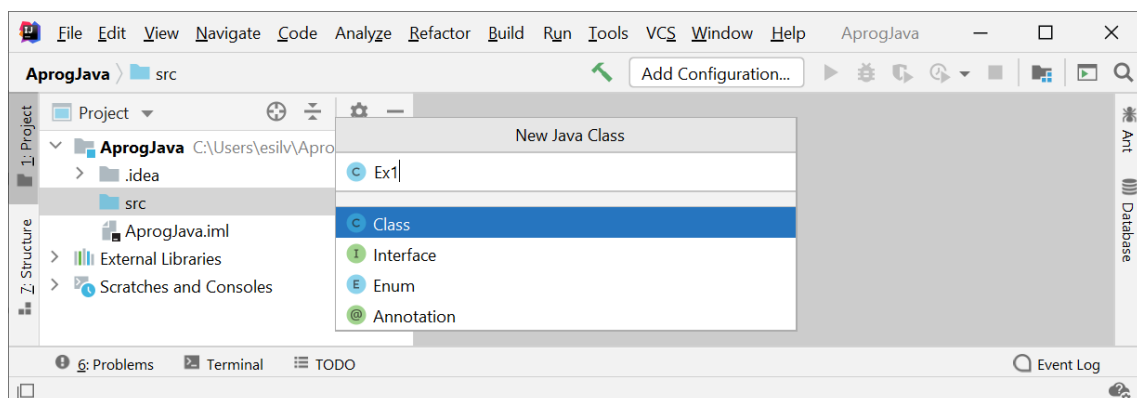 File Edit View Navigate Code Analyze Refactor Build Run Tools VCS Window Help AprogJava
AprogJava src Add Configuration...
1: Project
Project
AprogJava C:\Users\esilv\Apro
.idea
src
AprogJava.iml
External Libraries
Scratches and Consoles
New Java Class
C Ex1
C Class
I Interface
E Enum
@ Annotation
Ant
Database
7: Structure
6: Problems Terminal TODO Event Log